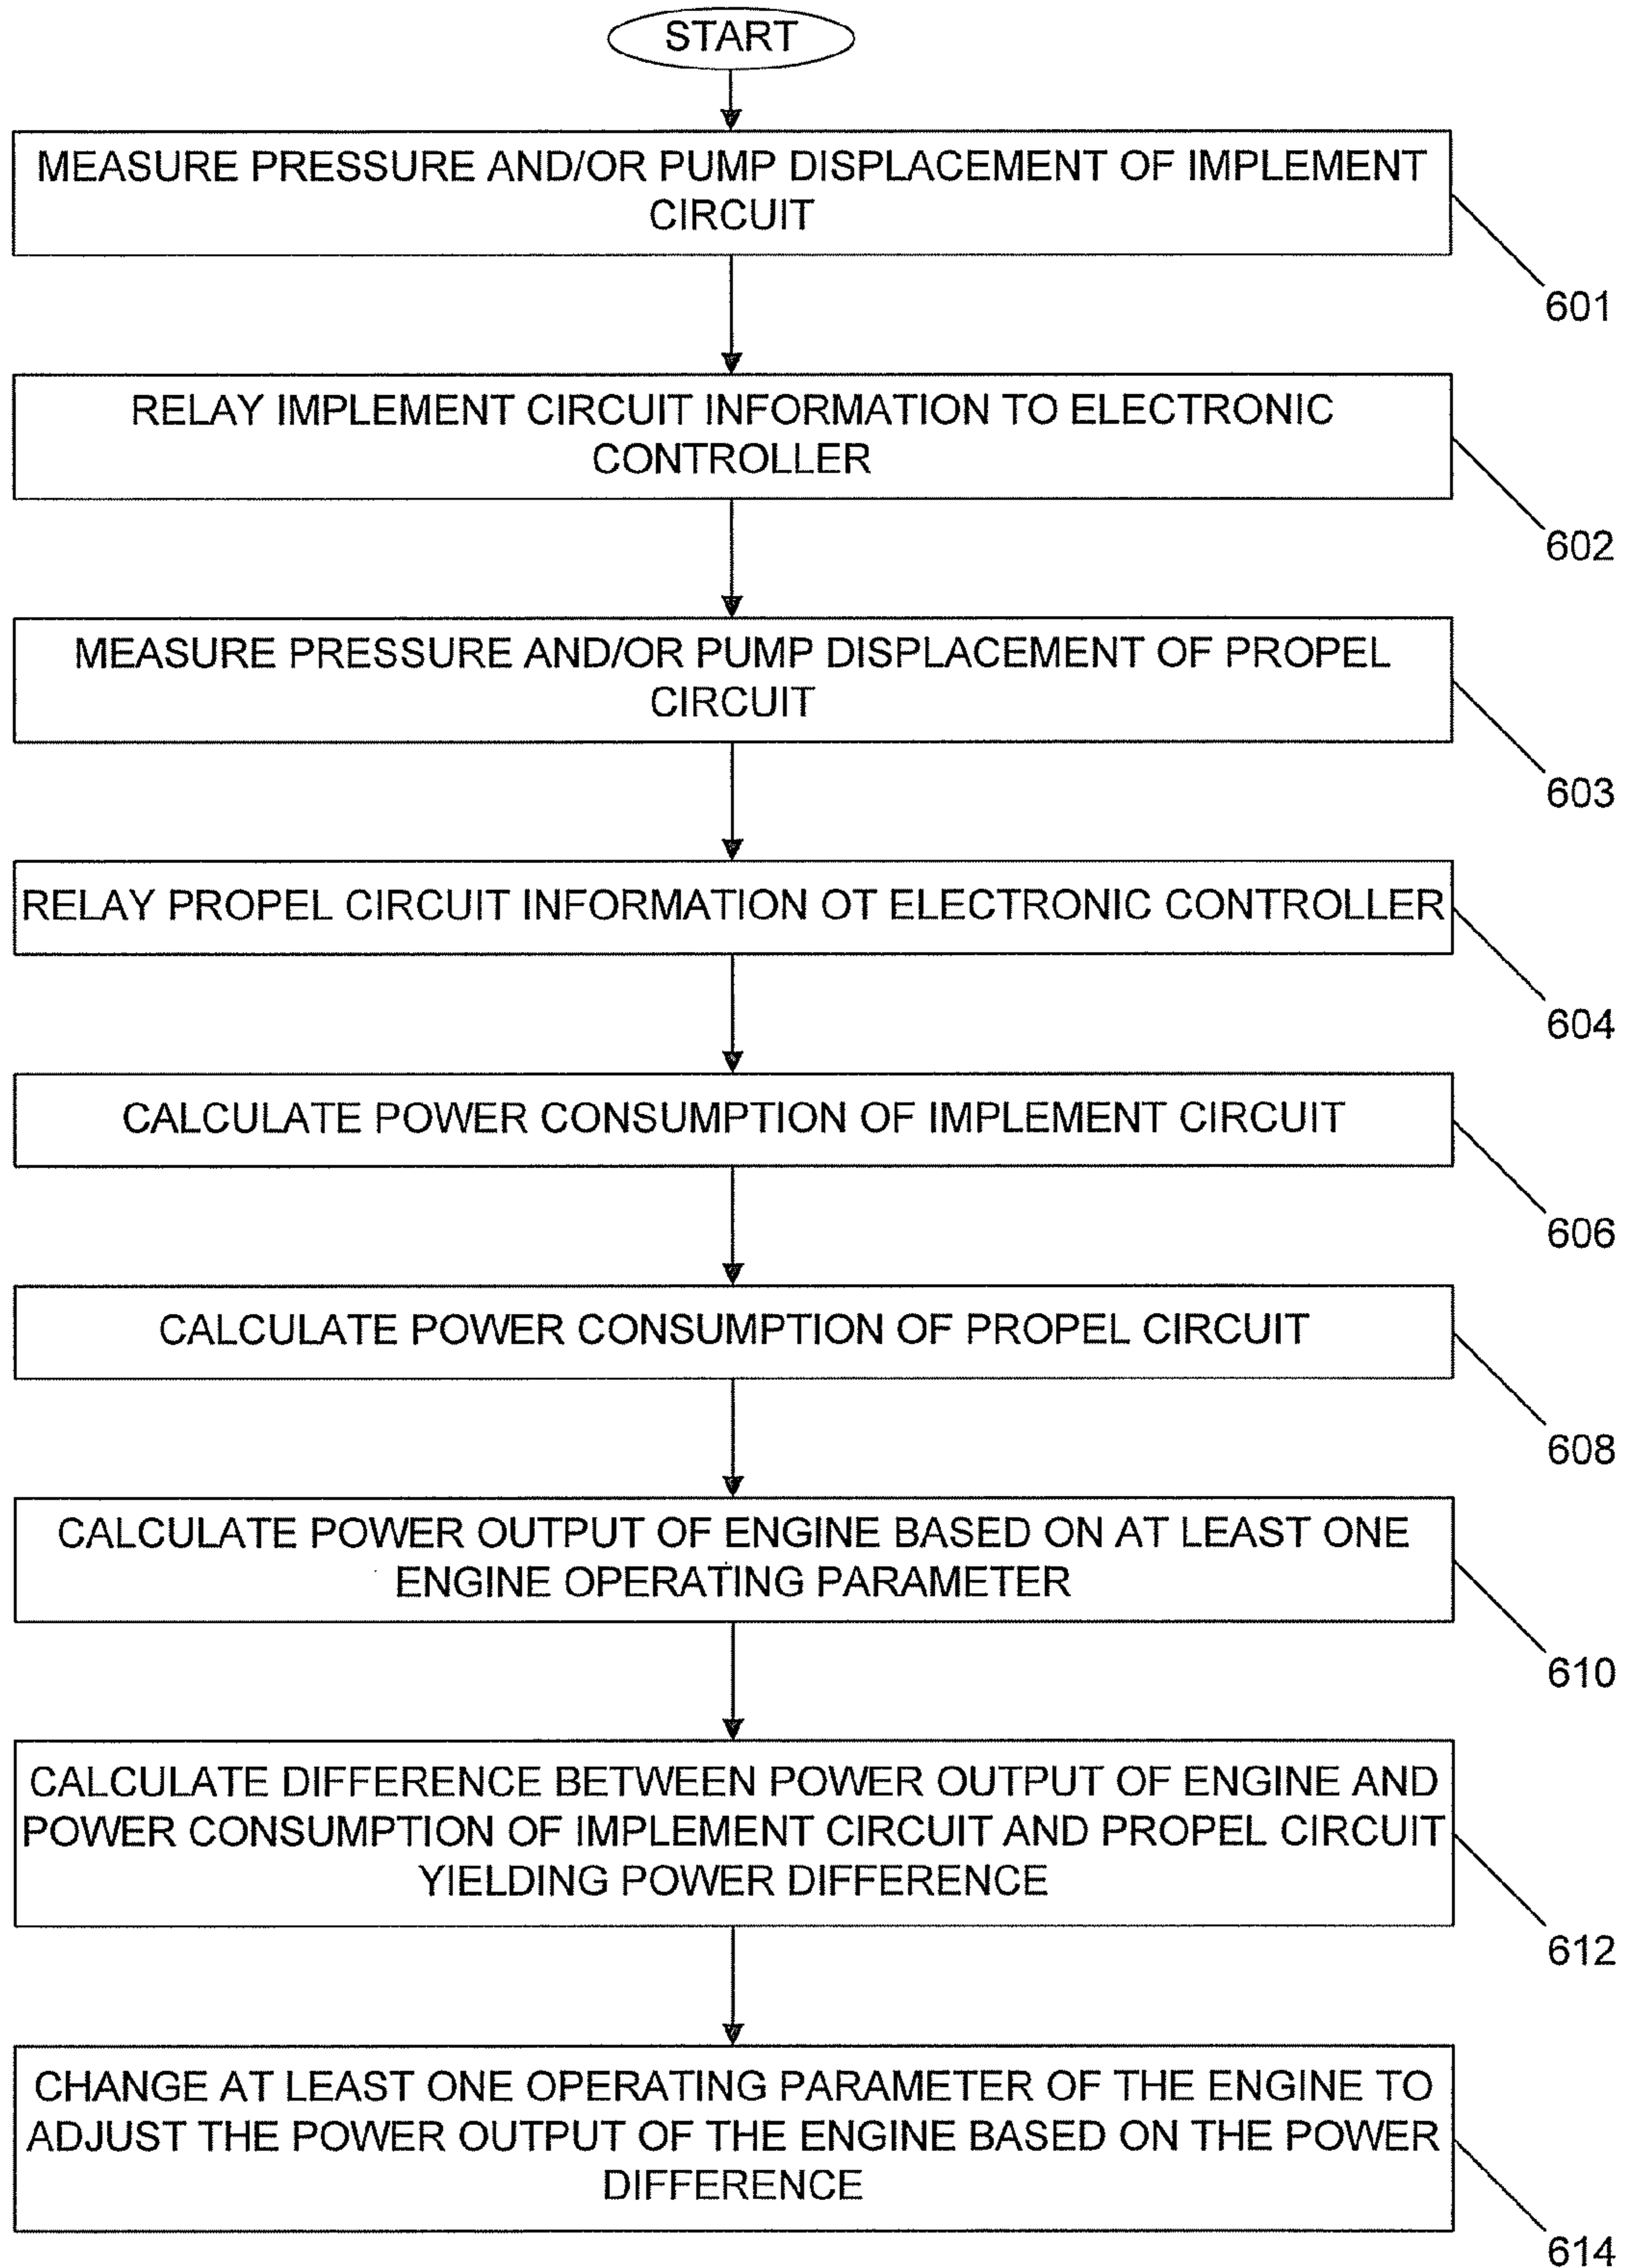 START
MEASURE PRESSURE AND/OR PUMP DISPLACEMENT OF IMPLEMENT
CIRCUIT
601
RELAY IMPLEMENT CIRCUIT INFORMATION TO ELECTRONIC
CONTROLLER
602
MEASURE PRESSURE AND/OR PUMP DISPLACEMENT OF PROPEL
CIRCUIT
603
RELAY PROPEL CIRCUIT INFORMATION OT ELECTRONIC CONTROLLER
604
CALCULATE POWER CONSUMPTION OF IMPLEMENT CIRCUIT
606
CALCULATE POWER CONSUMPTION OF PROPEL CIRCUIT
608
CALCULATE POWER OUTPUT OF ENGINE BASED ON AT LEAST ONE
ENGINE OPERATING PARAMETER
610
CALCULATE DIFFERENCE BETWEEN POWER OUTPUT OF ENGINE AND
POWER CONSUMPTION OF IMPLEMENT CIRCUIT AND PROPEL CIRCUIT
YIELDING POWER DIFFERENCE
612
CHANGE AT LEAST ONE OPERATING PARAMETER OF THE ENGINE TO
ADJUST THE POWER OUTPUT OF THE ENGINE BASED ON THE POWER
DIFFERENCE
614